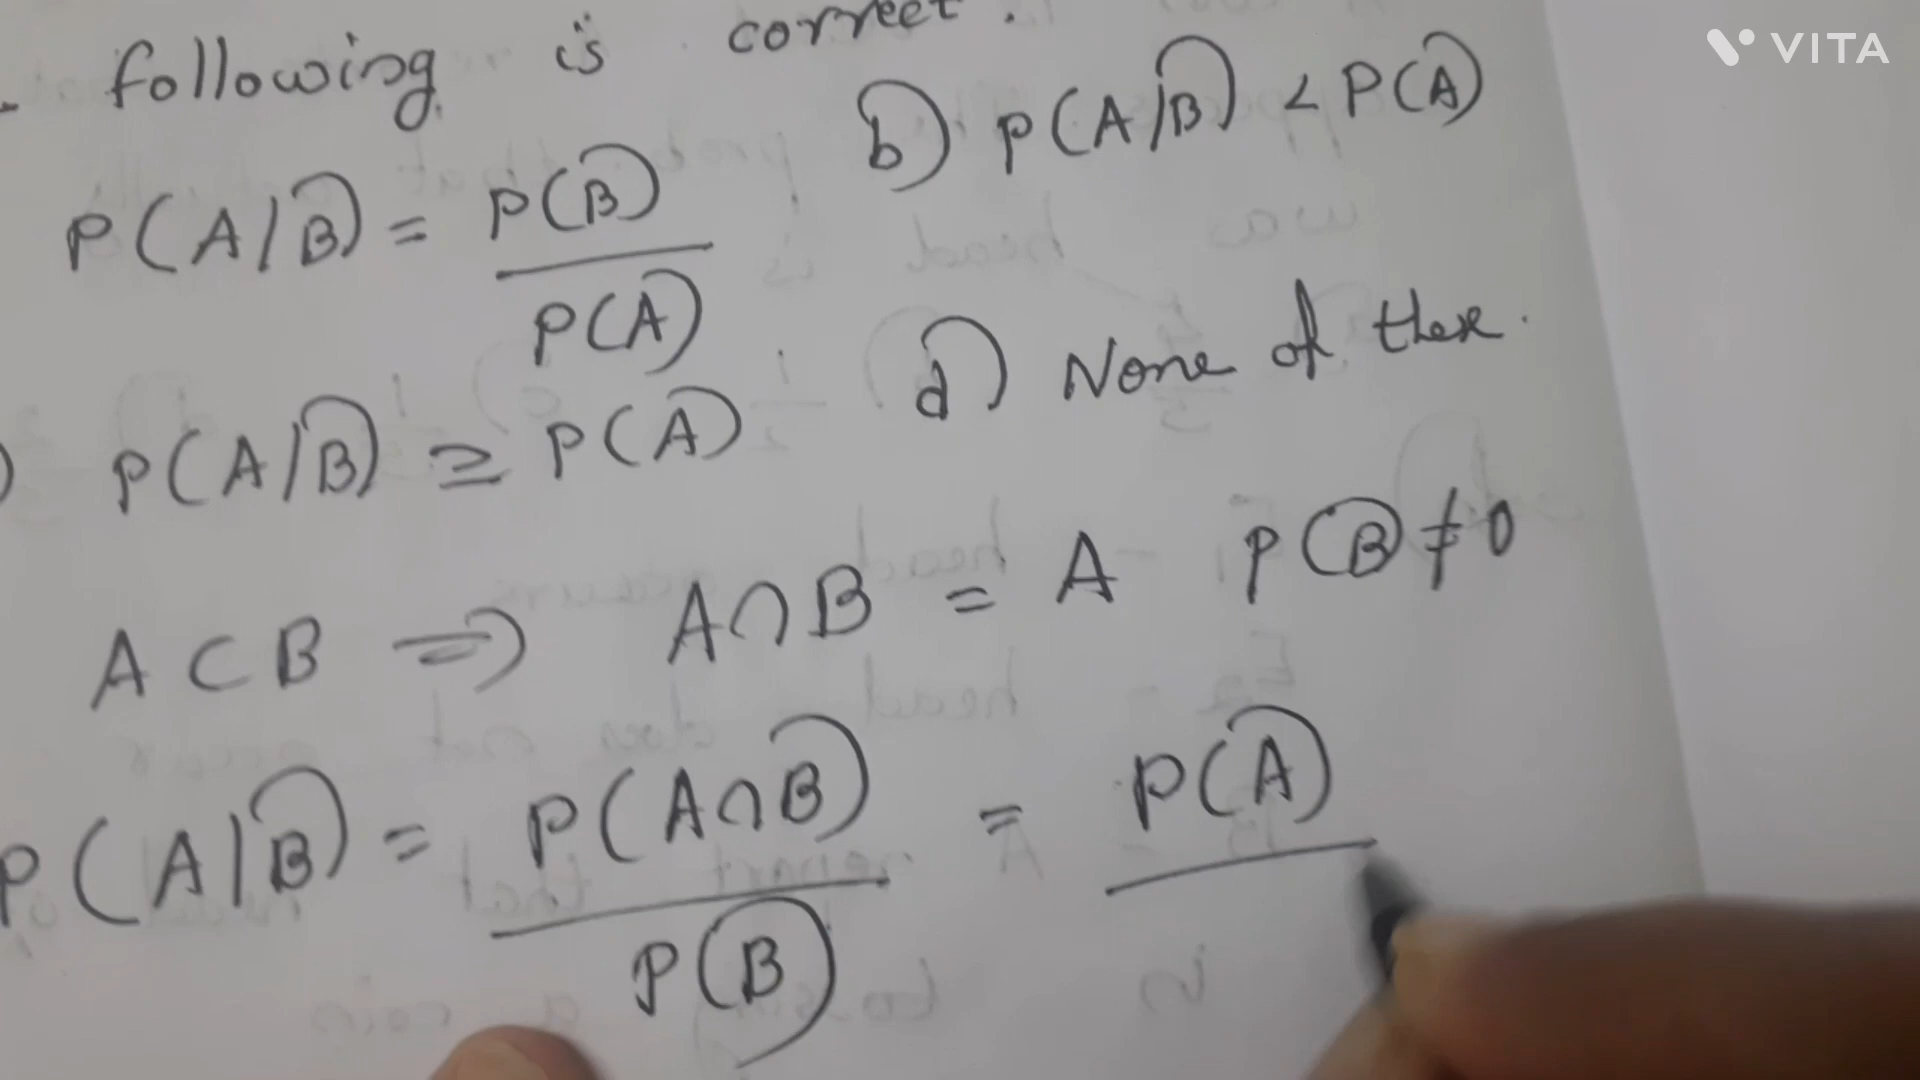 following is correct.
P(A/B) = P(B)/P(A) b) P(A/B) < P(A)
) P(A/B) ≥ P(A) d) None of these.
A ⊂ B ⇒ A∩B = A P(B) ≠ 0
P(A|B) = P(A∩B)/P(B) = P(A)
VITA